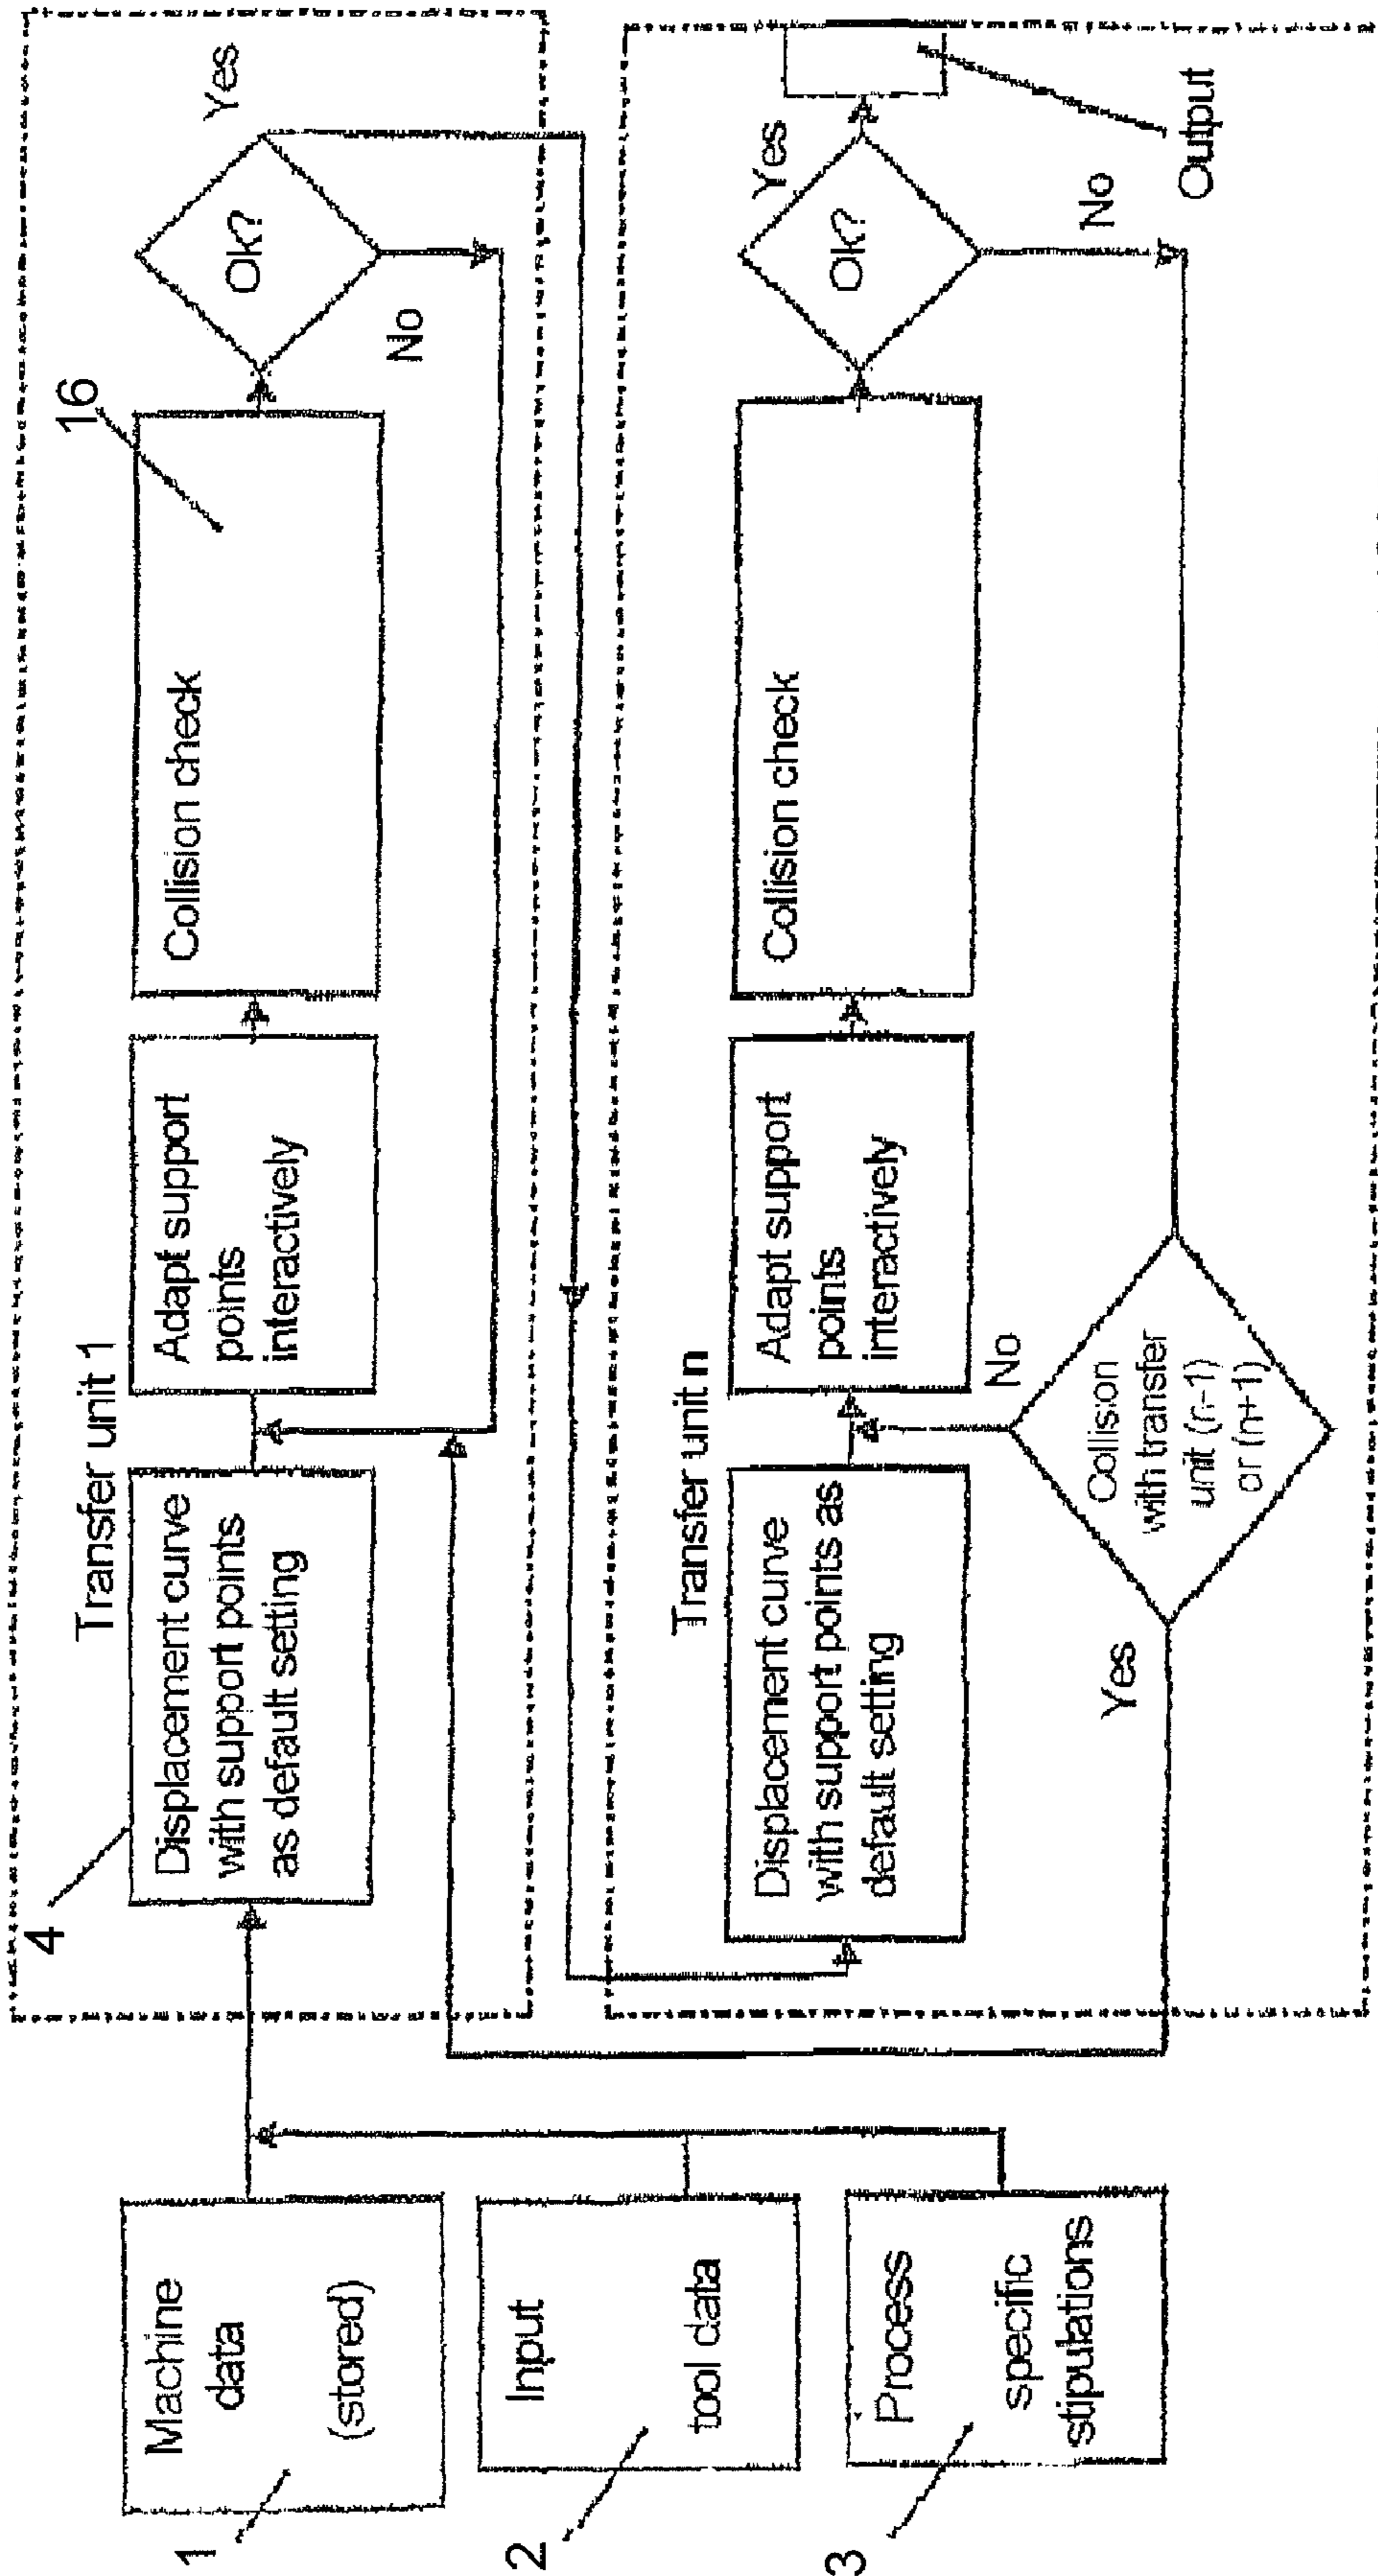 1
Machine
data
(stored)
2
Input
tool data
3
Process
specific
stipulations
Transfer unit 1
4
Displacement curve
with support points
as default setting
Adapt support
points
interactively
Collision check
16
Ok?
Yes
No
Transfer unit n
Displacement curve
with support points as
default setting
Adapt support
points
interactively
Collision check
Ok?
Yes
No
Output
Collision
with transfer
unit (n-1)
or (n+1)
No
Yes